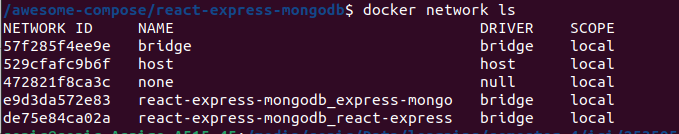 /awesome-compose/react-express-mongodb$ docker network ls
NETWORK ID     NAME                                   DRIVER    SCOPE
57f285f4ee9e   bridge                                 bridge    local
529fcfafc9b6f   host                                   host      local
472821f8ca3c   none                                   null      local
e9d3da572e83   react-express-mongodb_express-mongo    bridge    local
de75e84ca02a   react-express-mongodb_react-express    bridge    local